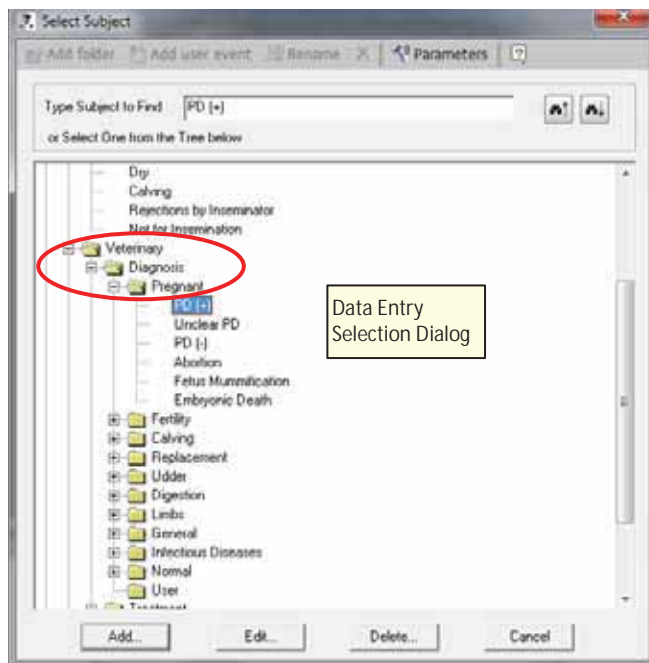 Select Subject
Add folder Add user event Rename Parameters
Type Subject to Find PD (+)
or Select One from the Tree below
Dry
Calving
Rejections by Inseminator
Not for Insemination
Veterinary
Diagnosis
Pregnant
PD (+)
Unclear PD
PD (-)
Abortion
Fetus Mummification
Embryonic Death
Fertility
Calving
Replacement
Udder
Digestion
Limbs
General
Infectious Diseases
Normal
User
Treatment
Data Entry
Selection Dialog
Add... Edit... Delete... Cancel